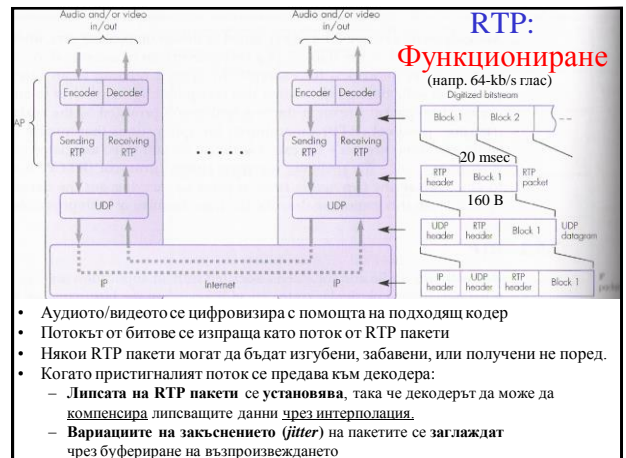 Audio and/or video
in/out
Audio and/or video
in/out
RTP:
Функциониране
(напр. 64-kb/s глас)
Digitized bitstream
AP
Encoder Decoder
Encoder Decoder
Block 1 Block 2
Sending
RTP
Receiving
RTP
. . . . .
Sending
RTP
Receiving
RTP
20 msec
RTP
header
Block 1
RTP
packet
160 B
UDP
UDP
UDP
header
RTP
header
Block 1
UDP
datagram
IP
header
UDP
header
RTP
header
Block 1
IP
packet
IP Internet IP
• Аудиото/видеото се цифровизира с помощта на подходящ кодер
• Потокът от битове се изпраща като поток от RTP пакети
• Някои RTP пакети могат да бъдат изгубени, забавени, или получени не поред.
• Когато пристигналият поток се предава към декодера:
– Липсата на RTP пакети се установява, така че декодерът да може да
компенсира липсващите данни чрез интерполация.
– Вариациите на закъснението (jitter) на пакетите се заглаждат
чрез буфериране на възпроизвеждането